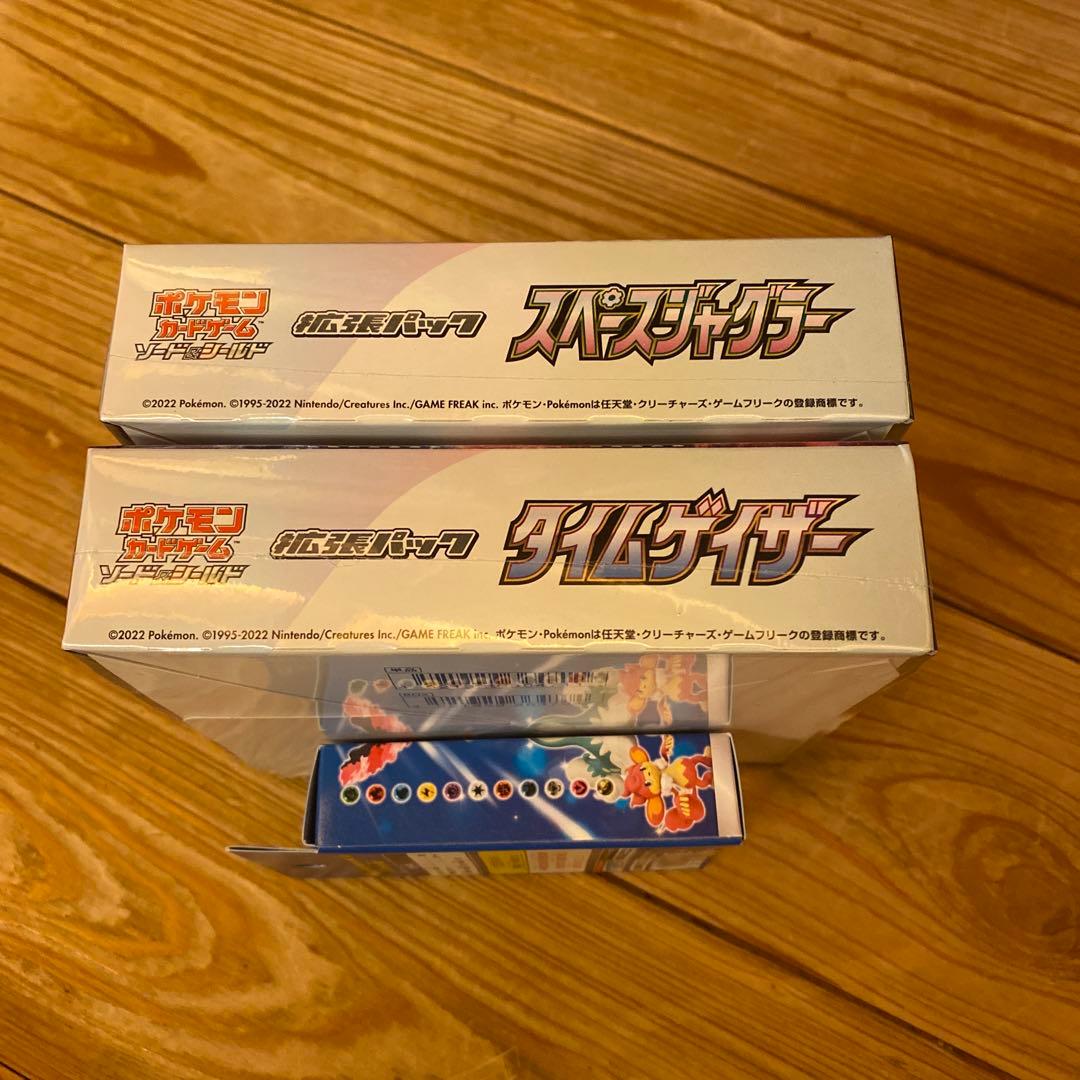 ポケモン
カードゲーム™
ソード&シールド
拡張パック
スペースジャグラー
©2022 Pokémon. ©1995-2022 Nintendo/Creatures Inc./GAME FREAK inc. ポケモン・Pokémonは任天堂・クリーチャーズ・ゲームフリークの登録商標です。
ポケモン
カードゲーム™
ソード&シールド
拡張パック
タイムゲイザー
©2022 Pokémon. ©1995-2022 Nintendo/Creatures Inc./GAME FREAK inc. ポケモン・Pokémonは任天堂・クリーチャーズ・ゲームフリークの登録商標です。